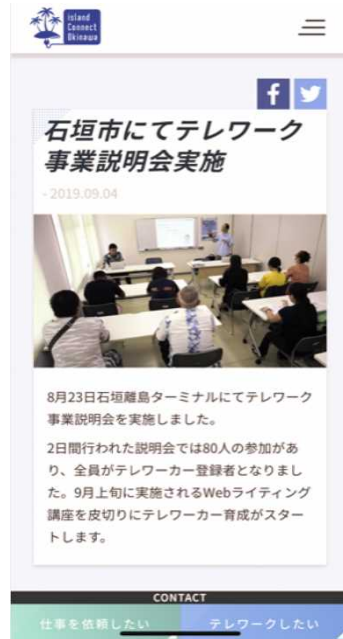 island
Connect
Okinawa
石垣市にてテレワーク
事業説明会実施
- 2019.09.04
8月23日石垣離島ターミナルにてテレワーク
事業説明会を実施しました。
2日間行われた説明会では80人の参加があ
り、全員がテレワーカー登録者となりまし
た。9月上旬に実施されるWebライティング
講座を皮切りにテレワーカー育成がスター
トします。
CONTACT
仕事を依頼したい
テレワークしたい